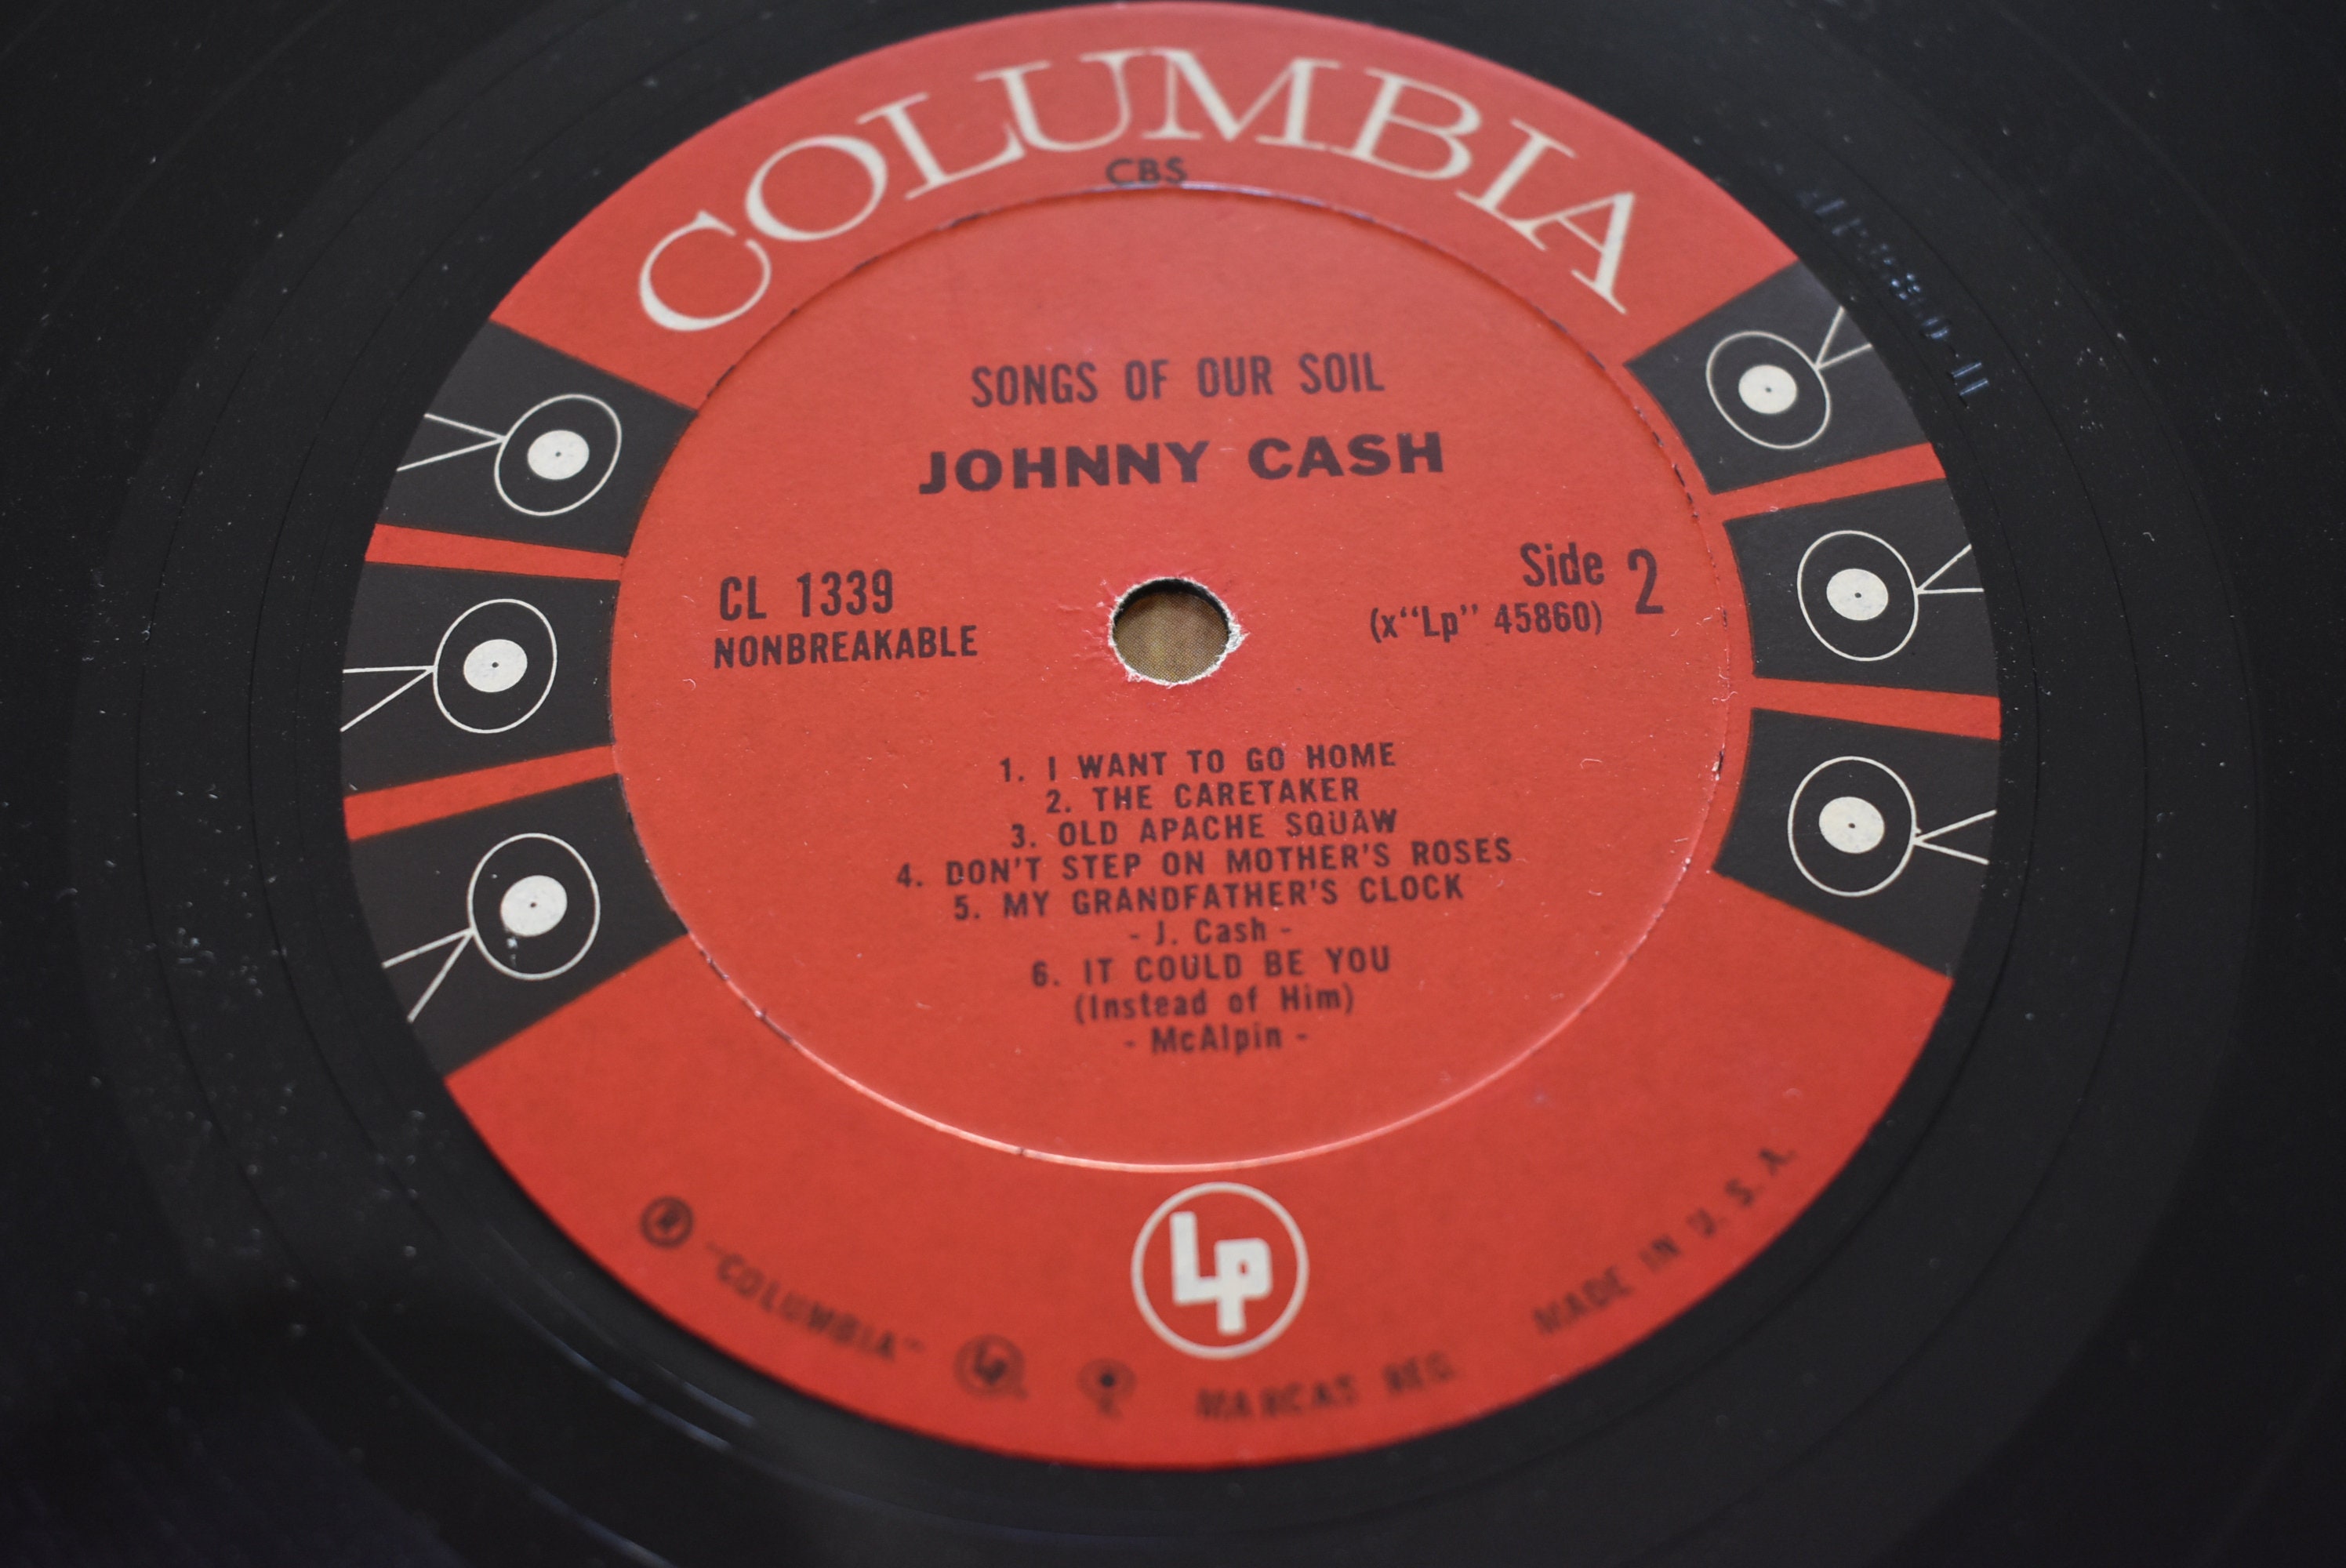 COLUMBIA
CBS
SONGS OF OUR SOIL
JOHNNY CASH
CL 1339
NONBREAKABLE
Side 2
(x“Lp” 45860)
1. I WANT TO GO HOME
2. THE CARETAKER
3. OLD APACHE SQUAW
4. DON'T STEP ON MOTHER'S ROSES
5. MY GRANDFATHER'S CLOCK
- J. Cash -
6. IT COULD BE YOU
(Instead of Him)
- McAlpin -
Lp
® "COLUMBIA" Lp MARCAS REG. MADE IN U. S. A.